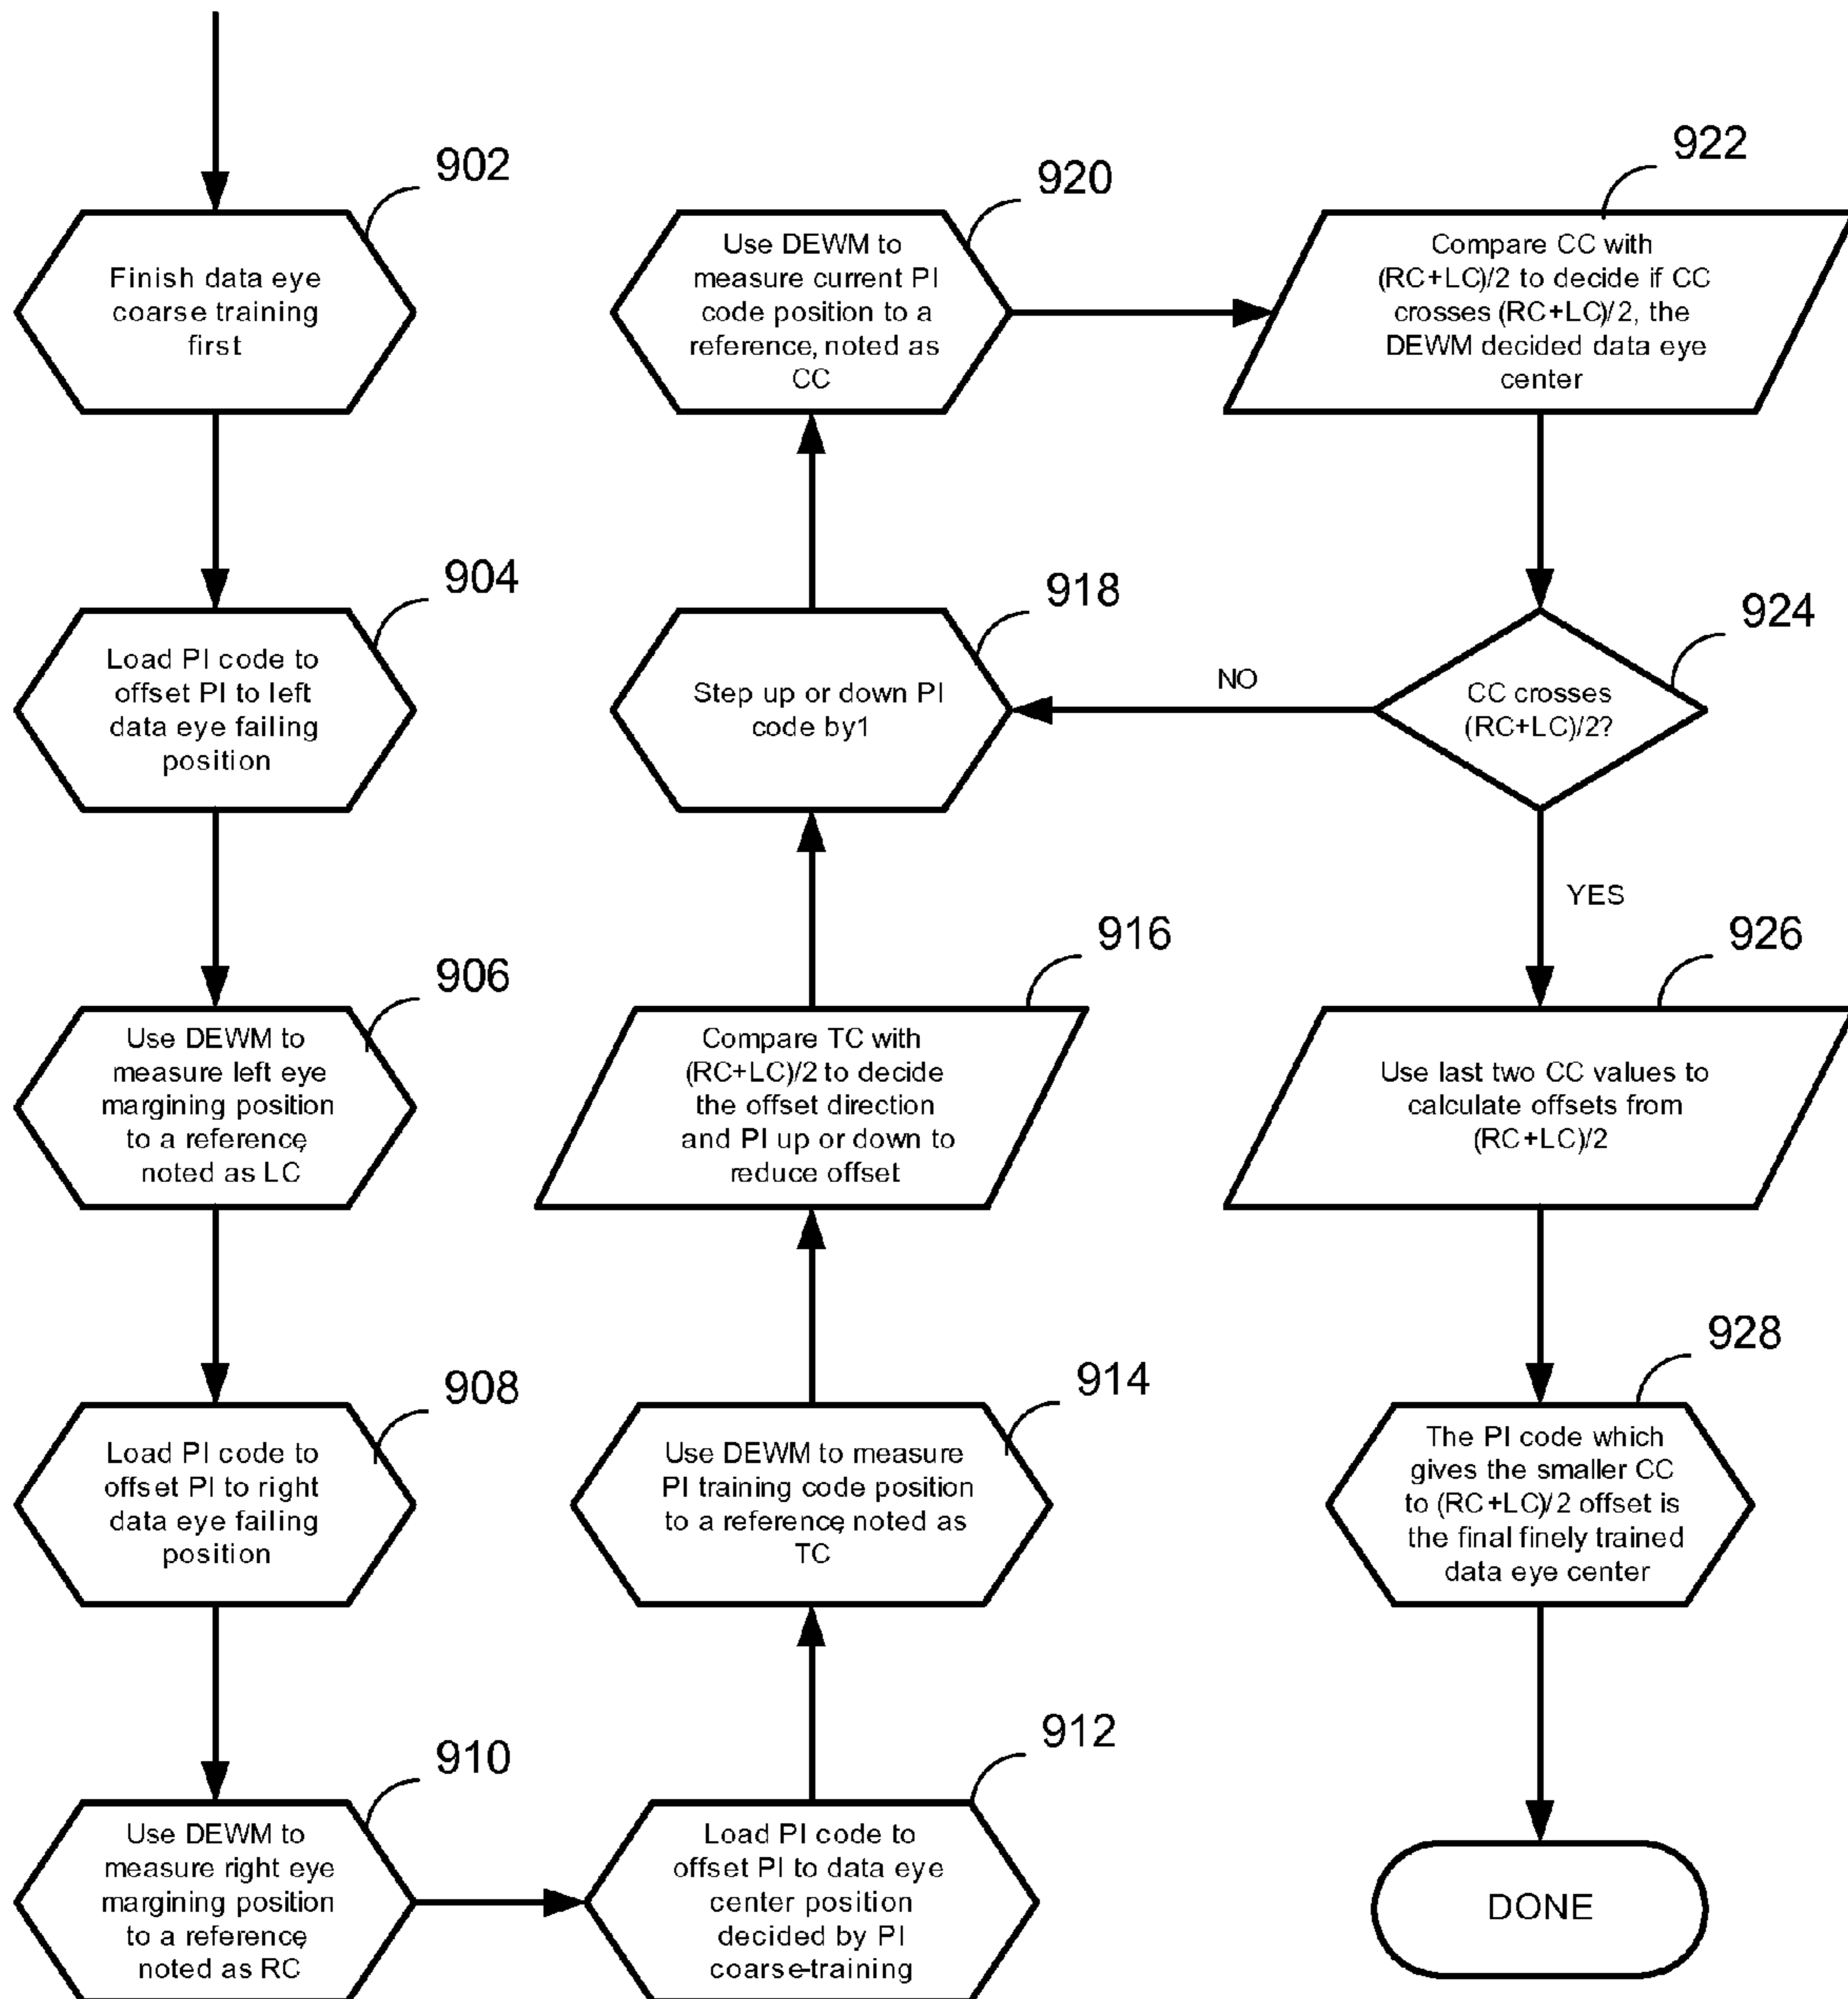 902
Finish data eye
coarse training
first
904
Load PI code to
offset PI to left
data eye failing
position
906
Use DEWM to
measure left eye
margining position
to a reference,
noted as LC
908
Load PI code to
offset PI to right
data eye failing
position
910
Use DEWM to
measure right eye
margining position
to a reference,
noted as RC
912
Load PI code to
offset PI to data eye
center position
decided by PI
coarse-training
914
Use DEWM to measure
PI training code position
to a reference, noted as
TC
916
Compare TC with
(RC+LC)/2 to decide
the offset direction
and PI up or down to
reduce offset
918
Step up or down PI
code by1
920
Use DEWM to
measure current PI
code position to a
reference, noted as
CC
922
Compare CC with
(RC+LC)/2 to decide if CC
crosses (RC+LC)/2, the
DEWM decided data eye
center
924
CC crosses
(RC+LC)/2?
NO
YES
926
Use last two CC values to
calculate offsets from
(RC+LC)/2
928
The PI code which
gives the smaller CC
to (RC+LC)/2 offset is
the final finely trained
data eye center
DONE